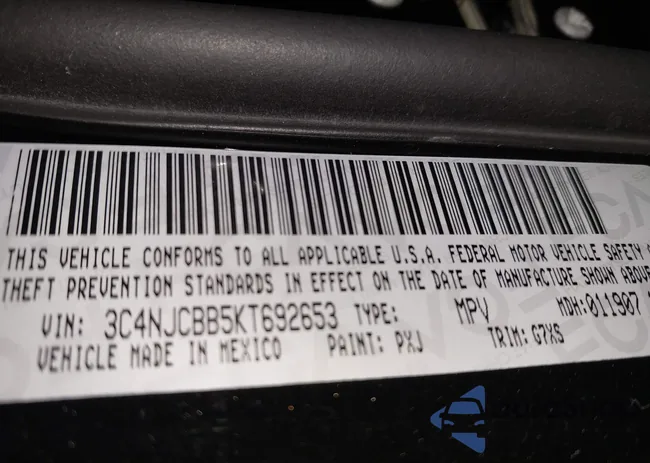 THIS VEHICLE CONFORMS TO ALL APPLICABLE U.S.A. FEDERAL MOTOR VEHICLE SAFETY
THEFT PREVENTION STANDARDS IN EFFECT ON THE DATE OF MANUFACTURE SHOWN ABOVE
VIN: 3C4NJCBB5KT692653 TYPE: MPV MDH:011907
VEHICLE MADE IN MEXICO PAINT: PXJ TRIM: G7XS